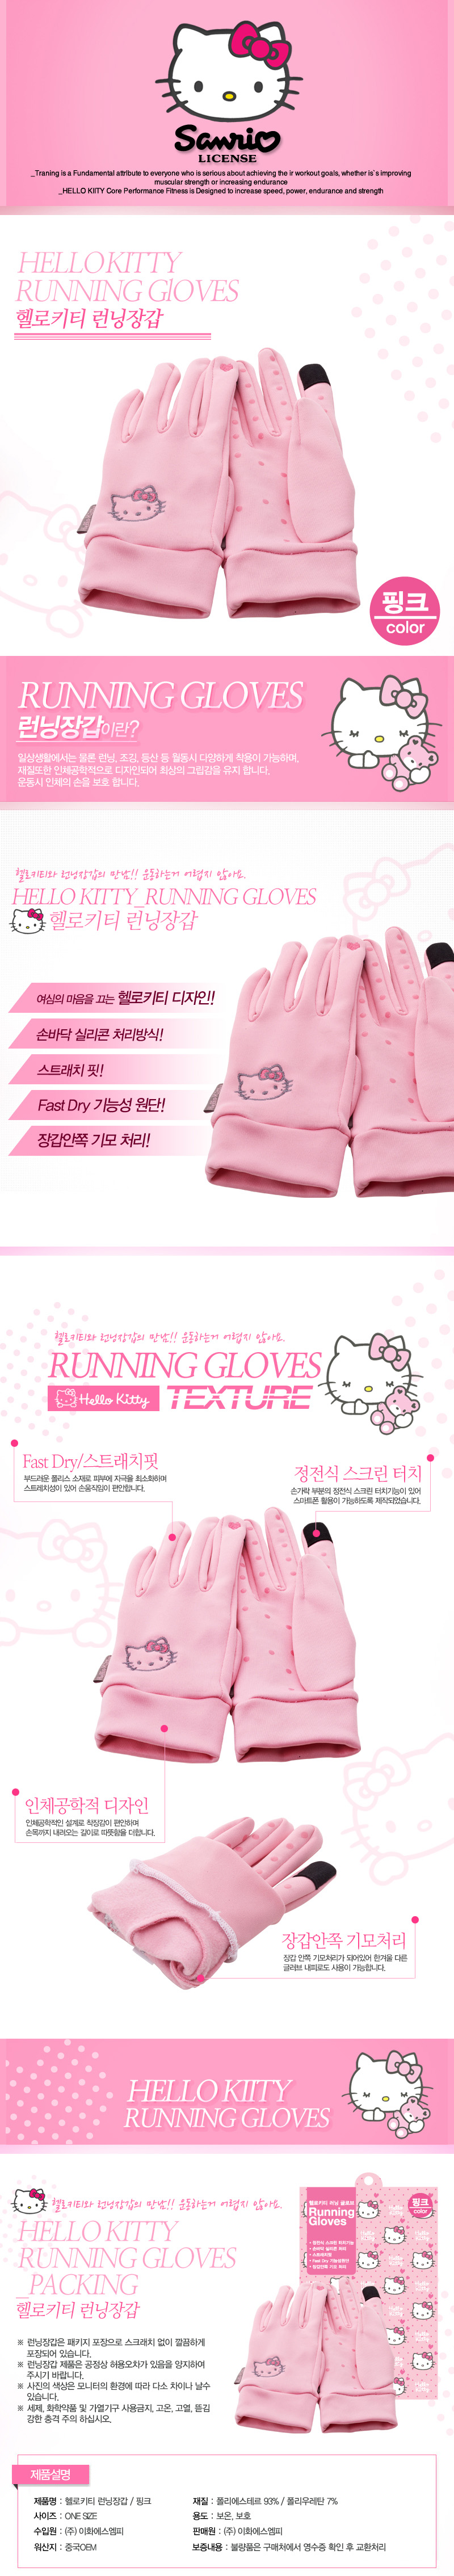 Sanrio
LICENSE
_Traning is a Fundamental attribute to everyone who is serious about achieving the ir workout goals, whether is`s improving
muscular strength or increasing endurance
_HELLO KIITY Core Performance Fitness is Designed to increase speed, power, endurance and strength
HELLO KITTY
RUNNING GlOVES
헬로키티 런닝장갑
핑크
color
RUNNING GLOVES
런닝장갑이란?
일상생활에서는 물론 런닝, 조깅, 등산 등 활동시 다양하게 착용이 가능하며,
재질또한 인체공학적으로 디자인되어 최상의 그립감을 유지 합니다.
운동시 인체의 손을 보호 합니다.
헬로키티와 런닝장갑의 만남!! 운동하는거 어렵지 않아요.
HELLO KITTY_RUNNING GLOVES
헬로키티 런닝장갑
여심의 마음을 끄는 헬로키티 디자인!!
손바닥 실리콘 처리방식!
스트래치 핏!
Fast Dry 기능성 원단!
장갑안쪽 기모 처리!
헬로키티와 런닝장갑의 만남!! 운동하는거 어렵지 않아요.
RUNNING GLOVES
Hello Kitty TEXTURE
Fast Dry/스트래치핏
부드러운 폴리스 소재로 피부에 자극을 최소화하며
스트래치성이 있어 손움직임이 편안합니다.
정전식 스크린 터치
손가락 부분의 정전식 스크린 터치기능이 있어
스마트폰 활용이 가능하도록 제작되었습니다.
인체공학적 디자인
인체공학적인 설계로 착장감이 편안하며
손목까지 내려오는 길이로 따뜻함을 더합니다.
장갑안쪽 기모처리
장갑 안쪽 기모처리가 되어있어 한겨울 다른
글러브 내피로도 사용이 가능합니다.
HELLO KITTY
RUNNING GLOVES
헬로키티와 런닝장갑의 만남!! 운동하는거 어렵지 않아요.
HELLO KITTY
RUNNING GLOVES
_PACKING
헬로키티 런닝장갑
헬로키티 러닝 글로브
Running
Gloves
핑크
color
※ 런닝장갑은 패키지 포장으로 스크래치 없이 깔끔하게
포장되어 있습니다.
※ 런닝장갑 제품은 공정상 허용오차가 있음을 양지하여
주시기 바랍니다.
※ 사진의 색상은 모니터의 환경에 따라 다소 차이나 날수
있습니다.
※ 세제, 화학약품 및 가열기구 사용금지, 고온, 고열, 뜯김
강한 충격 주의 하십시오.
제품설명
제품명 : 헬로키티 런닝장갑 / 핑크
재질 : 폴리에스테르 93% / 폴리우레탄 7%
사이즈 : ONE SIZE
용도 : 보온, 보호
수입원 : (주) 이화에스엠피
판매원 : (주) 이화에스엠피
워산지 : 중국OEM
보증내용 : 불량품은 구매처에서 영수증 확인 후 교환처리